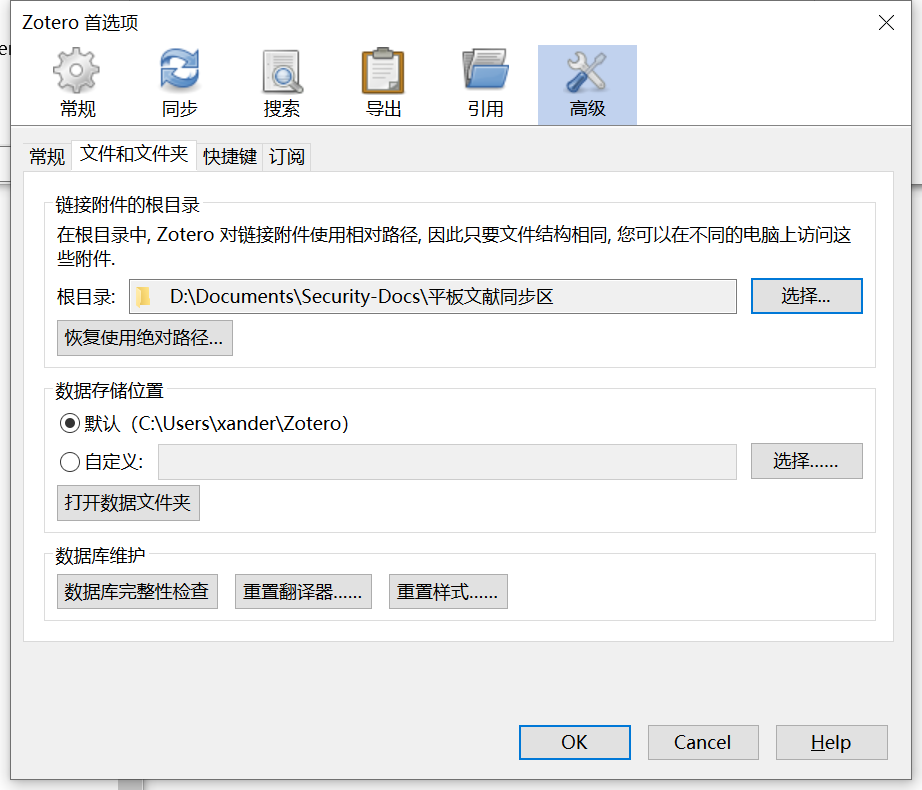 Zotero 首选项
常规 同步 搜索 导出 引用 高级
常规 文件和文件夹 快捷键 订阅
链接附件的根目录
在根目录中, Zotero 对链接附件使用相对路径, 因此只要文件结构相同, 您可以在不同的电脑上访问这
些附件.
根目录: D:\Documents\Security-Docs\平板文献同步区 选择...
恢复使用绝对路径...
数据存储位置
默认（C:\Users\xander\Zotero）
自定义: 选择......
打开数据文件夹
数据库维护
数据库完整性检查 重置翻译器...... 重置样式......
OK Cancel Help